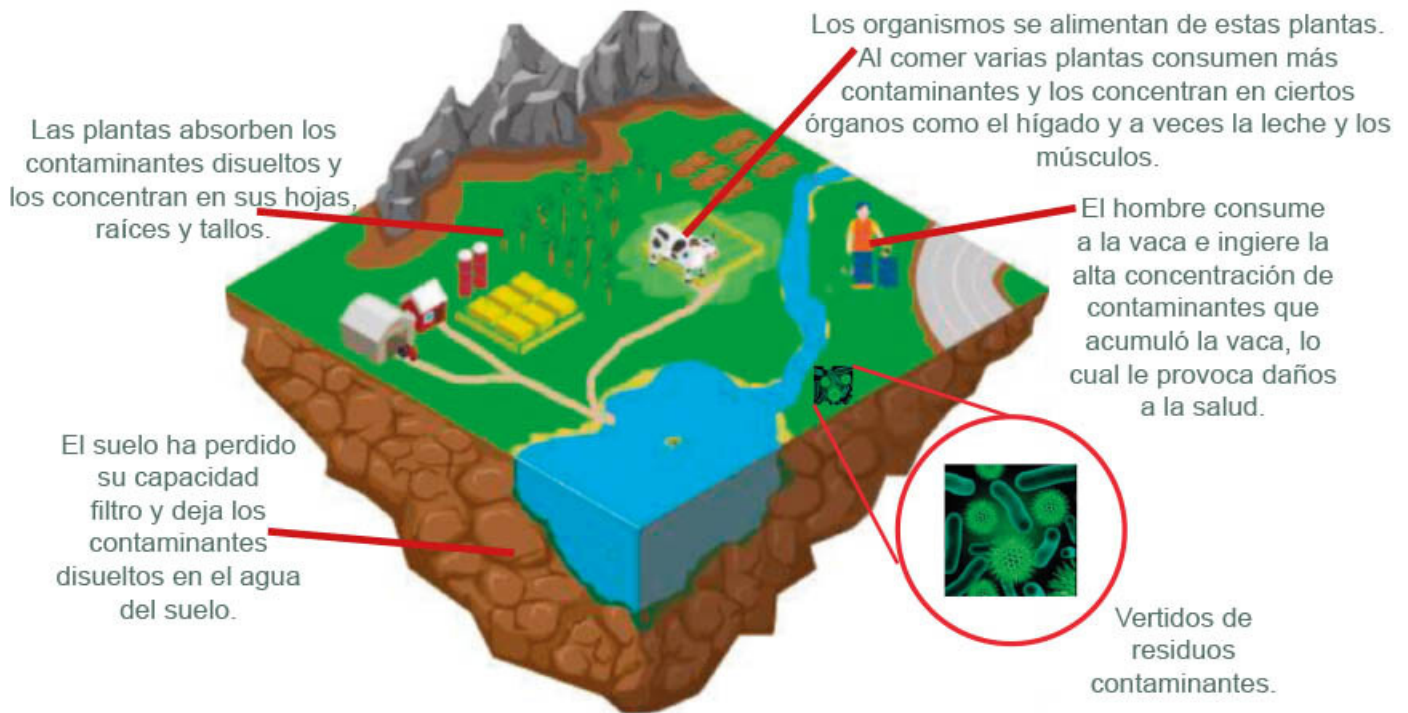 Los organismos se alimentan de estas plantas.
Al comer varias plantas consumen más
contaminantes y los concentran en ciertos
órganos como el hígado y a veces la leche y los
músculos.
Las plantas absorben los
contaminantes disueltos y
los concentran en sus hojas,
raíces y tallos.
El hombre consume
a la vaca e ingiere la
alta concentración de
contaminantes que
acumuló la vaca, lo
cual le provoca daños
a la salud.
El suelo ha perdido
su capacidad
filtro y deja los
contaminantes
disueltos en el agua
del suelo.
Vertidos de
residuos
contaminantes.